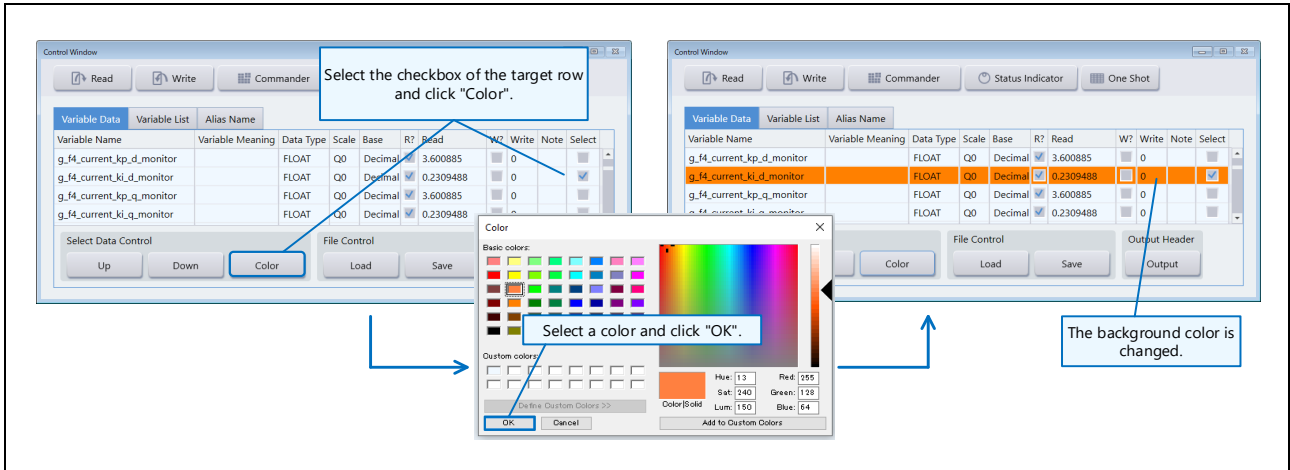 Control Window
Read Write Commander
Select the checkbox of the target row
and click "Color".
Variable Data Variable List Alias Name
Variable Name Variable Meaning Data Type Scale Base R? Read W? Write Note Select
g_f4_current_kp_d_monitor FLOAT Q0 Decimal 3.600885 0
g_f4_current_ki_d_monitor FLOAT Q0 Decimal 0.2309488 0
g_f4_current_kp_q_monitor FLOAT Q0 Decimal 3.600885 0
g_f4_current_ki_q_monitor FLOAT Q0 Decimal 0.2309488 0
Select Data Control File Control
Up Down Color Load Save
Color
Basic colors:
Select a color and click "OK".
Custom colors:
Define Custom Colors >>
OK Cancel
Color|Solid
Hue: 13 Red: 255
Sat: 240 Green: 128
Lum: 150 Blue: 64
Add to Custom Colors
Control Window
Read Write Commander Status Indicator One Shot
Variable Data Variable List Alias Name
Variable Name Variable Meaning Data Type Scale Base R? Read W? Write Note Select
g_f4_current_kp_d_monitor FLOAT Q0 Decimal 3.600885 0
g_f4_current_ki_d_monitor FLOAT Q0 Decimal 0.2309488 0
g_f4_current_kp_q_monitor FLOAT Q0 Decimal 3.600885 0
g_f4_current_ki_q_monitor FLOAT Q0 Decimal 0.2309488 0
File Control Output Header
Color Load Save Output
The background color is
changed.